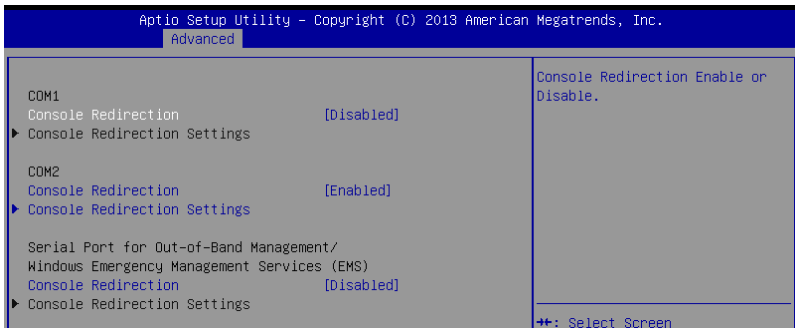 Aptio Setup Utility – Copyright (C) 2013 American Megatrends, Inc.
Advanced
COM1
Console Redirection [Disabled]
▶ Console Redirection Settings
COM2
Console Redirection [Enabled]
▶ Console Redirection Settings
Serial Port for Out-of-Band Management/
Windows Emergency Management Services (EMS)
Console Redirection [Disabled]
▶ Console Redirection Settings
Console Redirection Enable or
Disable.
→←: Select Screen